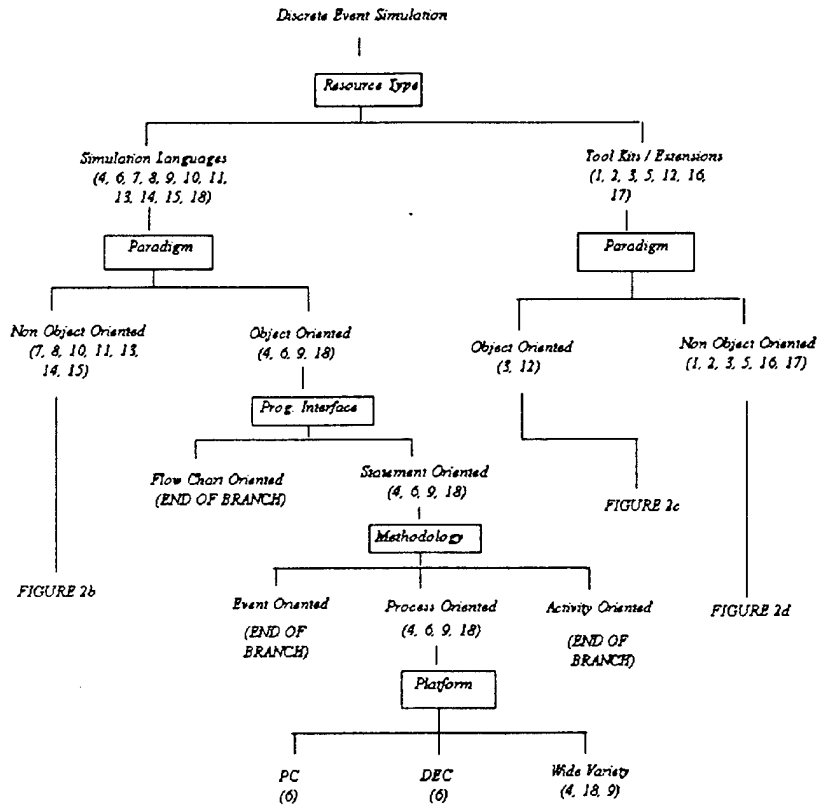 Discrete Event Simulation
Resource Type
Simulation Languages
(4, 6, 7, 8, 9, 10, 11,
13, 14, 15, 18)
Tool Kits / Extensions
(1, 2, 3, 5, 12, 16,
17)
Paradigm
Paradigm
Non Object Oriented
(7, 8, 10, 11, 13,
14, 15)
Object Oriented
(4, 6, 9, 18)
Object Oriented
(3, 12)
Non Object Oriented
(1, 2, 3, 5, 16, 17)
Prog. Interface
Flow Chart Oriented
(END OF BRANCH)
Statement Oriented
(4, 6, 9, 18)
FIGURE 2c
Methodology
FIGURE 2b
Event Oriented
(END OF
BRANCH)
Process Oriented
(4, 6, 9, 18)
Activity Oriented
(END OF
BRANCH)
FIGURE 2d
Platform
PC
(6)
DEC
(6)
Wide Variety
(4, 18, 9)